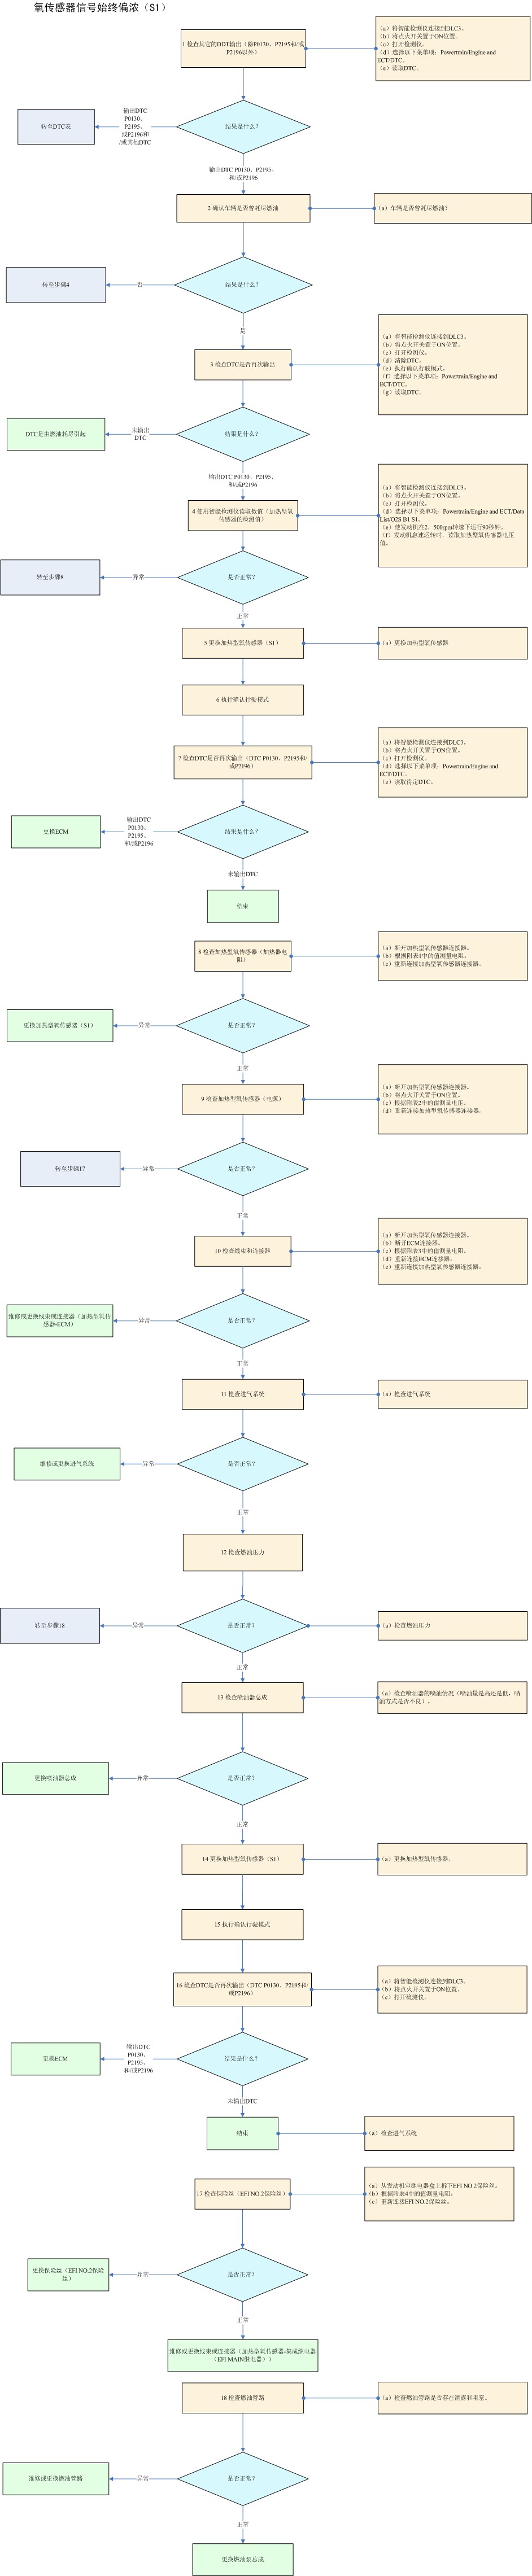 氧传感器信号始终偏浓（S1）
1 检查其它的DDT输出（除P0130、P2195和/或
P2196以外）
（a）将智能检测仪连接到DLC3。
（b）将点火开关置于ON位置。
（c）打开检测仪。
（d）选择以下菜单项：Powertrain/Engine and
ECT/DTC。
（e）读取DTC。
结果是什么？
输出DTC
P0130、
P2195、
或P2196和
/或其他DTC
转至DTC表
输出DTC P0130、P2195、
和/或P2196
2 确认车辆是否曾耗尽燃油
（a）车辆是否曾耗尽燃油？
结果是什么？
否
转至步骤4
是
3 检查DTC是否再次输出
（a）将智能检测仪连接到DLC3。
（b）将点火开关置于ON位置。
（c）打开检测仪。
（d）清除DTC。
（e）执行确认行驶模式。
（f）选择以下菜单项：Powertrain/Engine and
ECT/DTC。
（g）读取DTC。
结果是什么？
未输出
DTC
DTC是由燃油耗尽引起
输出DTC P0130、P2195、
和/或P2196
4 使用智能检测仪读取数值（加热型氧
传感器的检测值）
（a）将智能检测仪连接到DLC3。
（b）将点火开关置于ON位置。
（c）打开检测仪。
（d）选择以下菜单项：Powertrain/Engine and ECT/Data
List/O2S B1 S1。
（e）使发动机在2，500rpm转速下运行90秒钟。
（f）发动机怠速运转时，读取加热型氧传感器电压
值。
是否正常？
异常
转至步骤8
正常
5 更换加热型氧传感器（S1）
（a）更换加热型氧传感器
6 执行确认行驶模式
7 检查DTC是否再次输出（DTC P0130、P2195和/
或P2196）
（a）将智能检测仪连接到DLC3。
（b）将点火开关置于ON位置。
（c）打开检测仪。
（d）选择以下菜单项：Powertrain/Engine and
ECT/DTC。
（e）读取待定DTC。
结果是什么？
输出DTC
P0130、
P2195、
和/或P2196
更换ECM
未输出DTC
结束
8 检查加热型氧传感器（加热器电
阻）
（a）断开加热型氧传感器连接器。
（b）根据附表1中的值测量电阻。
（c）重新连接加热型氧传感器连接器。
是否正常？
异常
更换加热型氧传感器（S1）
正常
9 检查加热型氧传感器（电源）
（a）断开加热型氧传感器连接器。
（b）将点火开关置于ON位置。
（c）根据附表2中的值测量电压。
（d）重新连接加热型氧传感器连接器。
是否正常？
异常
转至步骤17
正常
10 检查线束和连接器
（a）断开加热型氧传感器连接器。
（b）断开ECM连接器。
（c）根据附表3中的值测量电阻。
（d）重新连接ECM连接器。
（e）重新连接加热型氧传感器连接器。
是否正常？
异常
维修或更换线束或连接器（加热型氧传
感器-ECM）
正常
11 检查进气系统
（a）检查进气系统
是否正常？
异常
维修或更换进气系统
正常
12 检查燃油压力
是否正常？
（a）检查燃油压力
异常
转至步骤18
正常
13 检查喷油器总成
（a）检查喷油器的喷油情况（喷油量是高还是低，喷
油方式是否不良）。
是否正常？
异常
更换喷油器总成
正常
14 更换加热型氧传感器（S1）
（a）更换加热型氧传感器。
15 执行确认行驶模式
16 检查DTC是否再次输出（DTC P0130、P2195和/
或P2196）
（a）将智能检测仪连接到DLC3。
（b）将点火开关置于ON位置。
（c）打开检测仪。
结果是什么？
输出DTC
P0130、
P2195、
和/或P2196
更换ECM
未输出DTC
结束
（a）检查进气系统
17 检查保险丝（EFI NO.2保险丝）
（a）从发动机室继电器盒上拆下EFI NO.2保险丝。
（b）根据附表4中的值测量电阻。
（c）重新连接EFI NO.2保险丝。
是否正常？
异常
更换保险丝（EFI NO.2保险
丝）
正常
维修或更换线束或连接器（加热型氧传感器-集成继电器
（EFI MAIN继电器））
18 检查燃油管路
（a）检查燃油管路是否存在泄露和阻塞。
是否正常？
异常
维修或更换燃油管路
正常
更换燃油泵总成